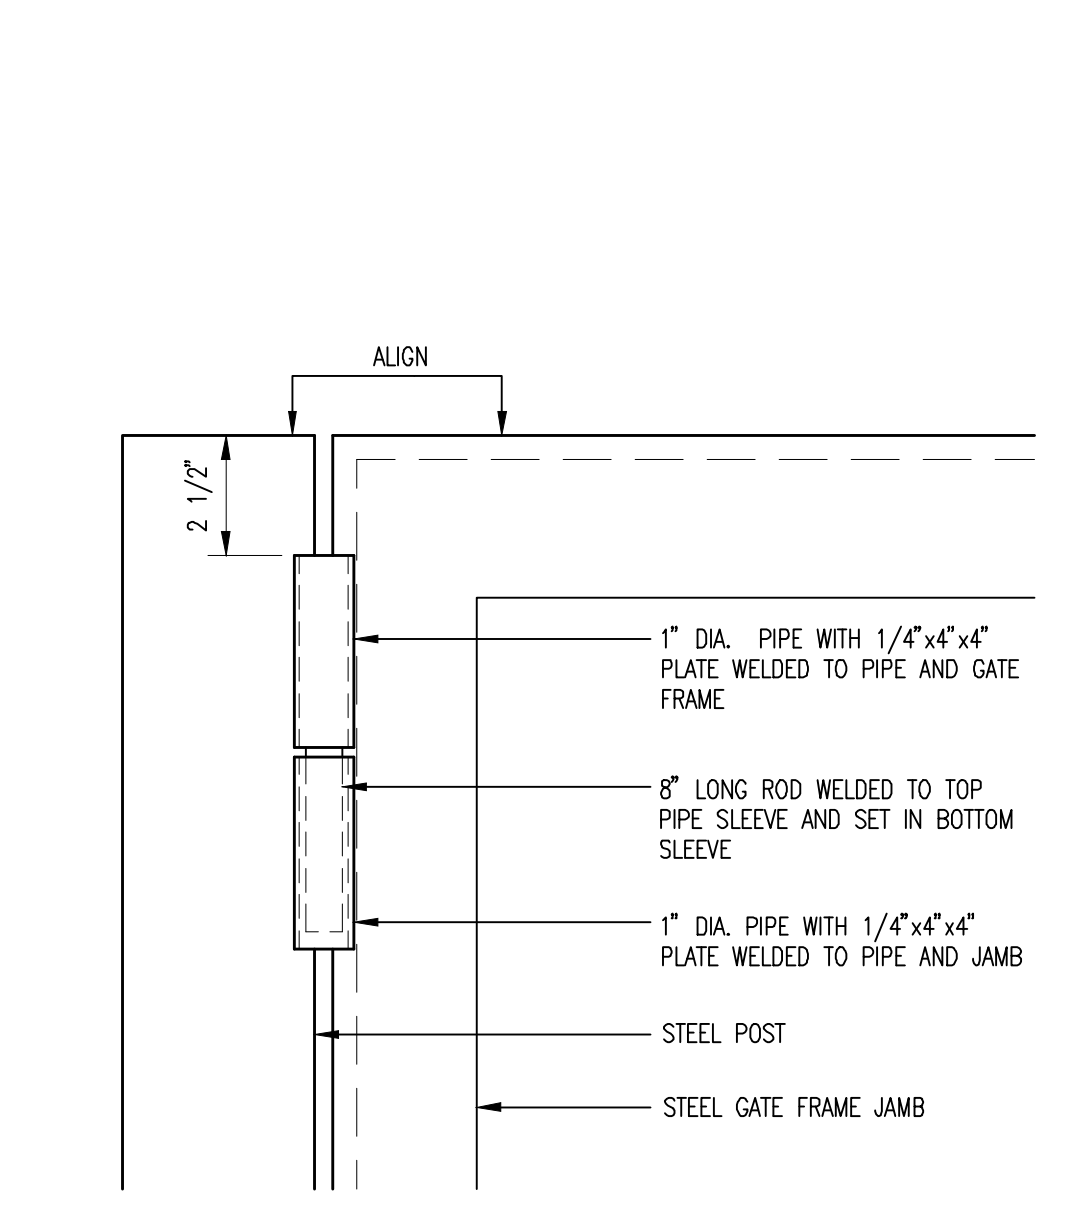 ALIGN
2 1/2"
1" DIA. PIPE WITH 1/4"x4"x4"
PLATE WELDED TO PIPE AND GATE
FRAME
8" LONG ROD WELDED TO TOP
PIPE SLEEVE AND SET IN BOTTOM
SLEEVE
1" DIA. PIPE WITH 1/4"x4"x4"
PLATE WELDED TO PIPE AND JAMB
STEEL POST
STEEL GATE FRAME JAMB